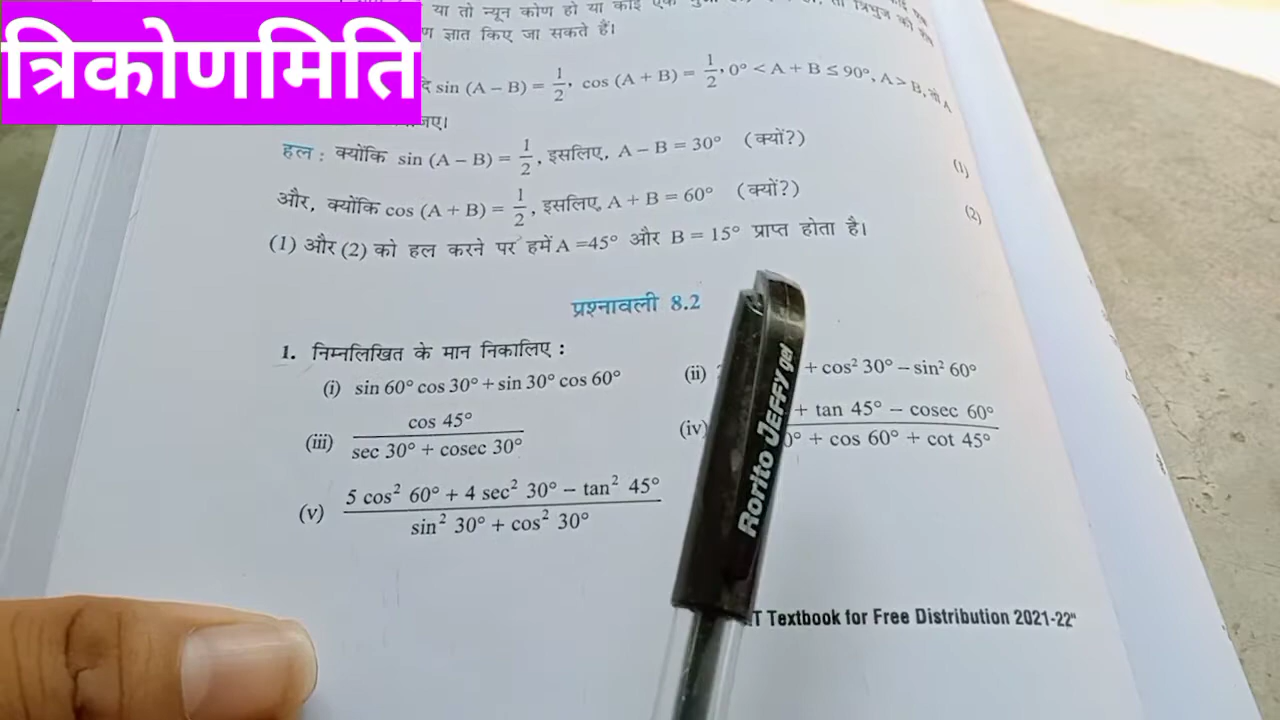 त्रिकोणमिति
या तो न्यून कोण हो या कोई एक
ज्ञात किए जा सकते हैं।
sin (A – B) = 1/2, cos (A + B) = 1/2, 0° < A + B ≤ 90°, A > B, तो A
हल : क्योंकि sin (A – B) = 1/2, इसलिए, A – B = 30° (क्यों?) (1)
और, क्योंकि cos (A + B) = 1/2, इसलिए, A + B = 60° (क्यों?) (2)
(1) और (2) को हल करने पर हमें A =45° और B = 15° प्राप्त होता है।
प्रश्नावली 8.2
1. निम्नलिखित के मान निकालिए :
(i) sin 60° cos 30° + sin 30° cos 60° (ii) + cos² 30° – sin² 60°
(iii) cos 45° / sec 30° + cosec 30° (iv) + tan 45° – cosec 60° / 0° + cos 60° + cot 45°
(v) 5 cos² 60° + 4 sec² 30° – tan² 45° / sin² 30° + cos² 30°
Rorito JEFFY gel
T Textbook for Free Distribution 2021-22"